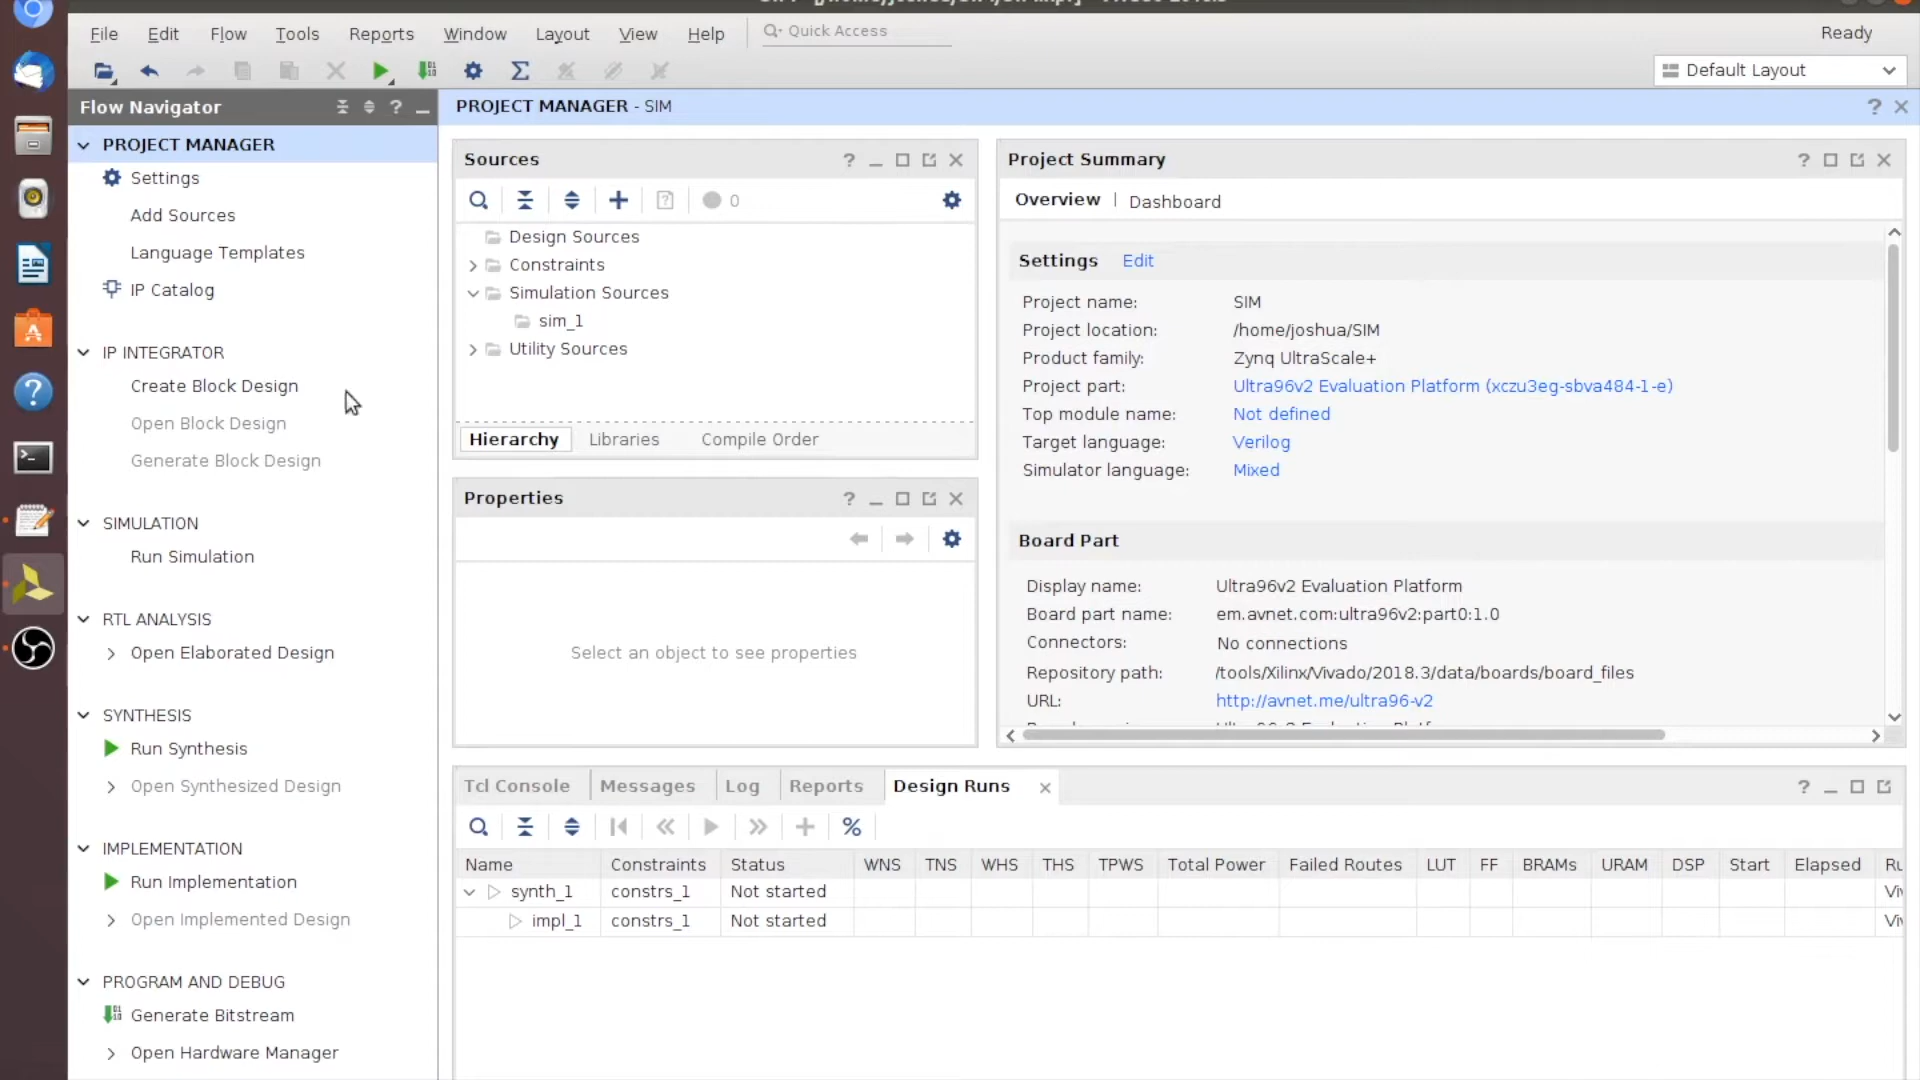 File Edit Flow Tools Reports Window Layout View Help Quick Access Ready
Default Layout
Flow Navigator ?
PROJECT MANAGER - SIM ?
PROJECT MANAGER
Settings
Add Sources
Language Templates
IP Catalog
IP INTEGRATOR
Create Block Design
Open Block Design
Generate Block Design
SIMULATION
Run Simulation
RTL ANALYSIS
Open Elaborated Design
SYNTHESIS
Run Synthesis
Open Synthesized Design
IMPLEMENTATION
Run Implementation
Open Implemented Design
PROGRAM AND DEBUG
Generate Bitstream
Open Hardware Manager
Sources ?
0
Design Sources
Constraints
Simulation Sources
sim_1
Utility Sources
Hierarchy Libraries Compile Order
Properties ?
Select an object to see properties
Project Summary ?
Overview | Dashboard
Settings Edit
Project name: SIM
Project location: /home/joshua/SIM
Product family: Zynq UltraScale+
Project part: Ultra96v2 Evaluation Platform (xczu3eg-sbva484-1-e)
Top module name: Not defined
Target language: Verilog
Simulator language: Mixed
Board Part
Display name: Ultra96v2 Evaluation Platform
Board part name: em.avnet.com:ultra96v2:part0:1.0
Connectors: No connections
Repository path: /tools/Xilinx/Vivado/2018.3/data/boards/board_files
URL: http://avnet.me/ultra96-v2
Tcl Console Messages Log Reports Design Runs ?
Name Constraints Status WNS TNS WHS THS TPWS Total Power Failed Routes LUT FF BRAMs URAM DSP Start Elapsed
synth_1 constrs_1 Not started
impl_1 constrs_1 Not started